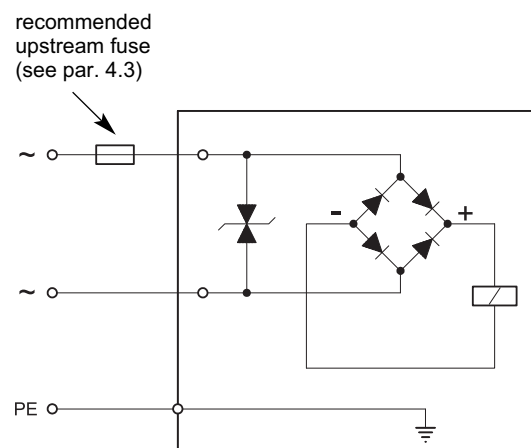 recommended
upstream fuse
(see par. 4.3)
~
- +
~
PE